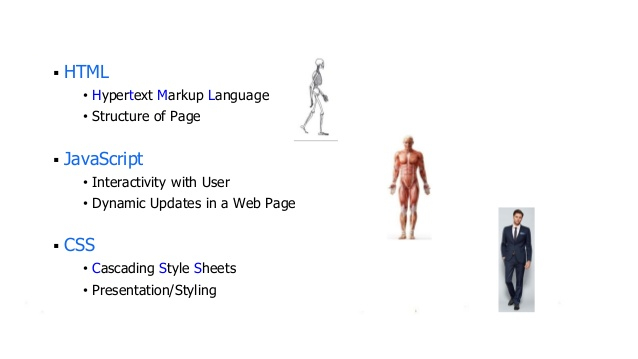 ▪ HTML
• Hypertext Markup Language
• Structure of Page
▪ JavaScript
• Interactivity with User
• Dynamic Updates in a Web Page
▪ CSS
• Cascading Style Sheets
• Presentation/Styling